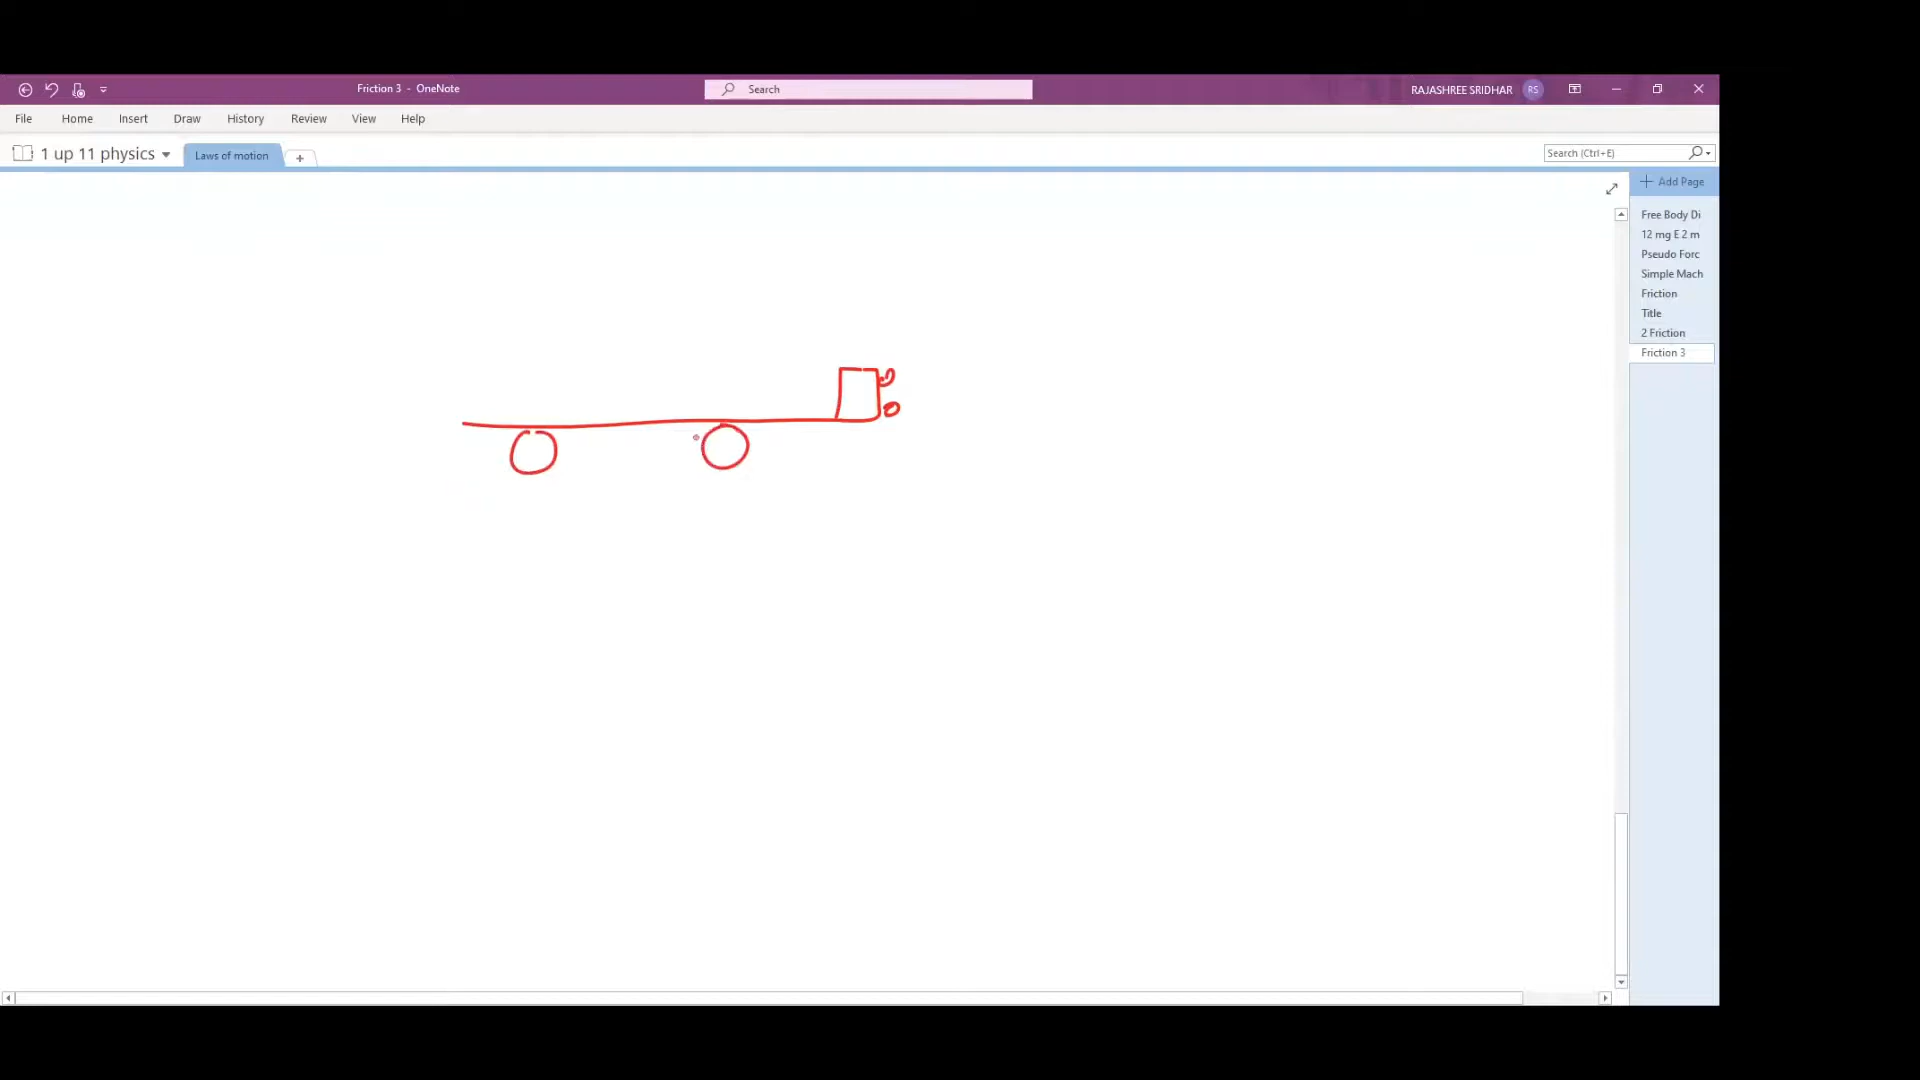 Friction 3 - OneNote
Search
RAJASHREE SRIDHAR
RS
File
Home
Insert
Draw
History
Review
View
Help
1 up 11 physics
Laws of motion
Search (Ctrl+E)
Add Page
Free Body Di
12 mg E 2 m
Pseudo Forc
Simple Mach
Friction
Title
2 Friction
Friction 3